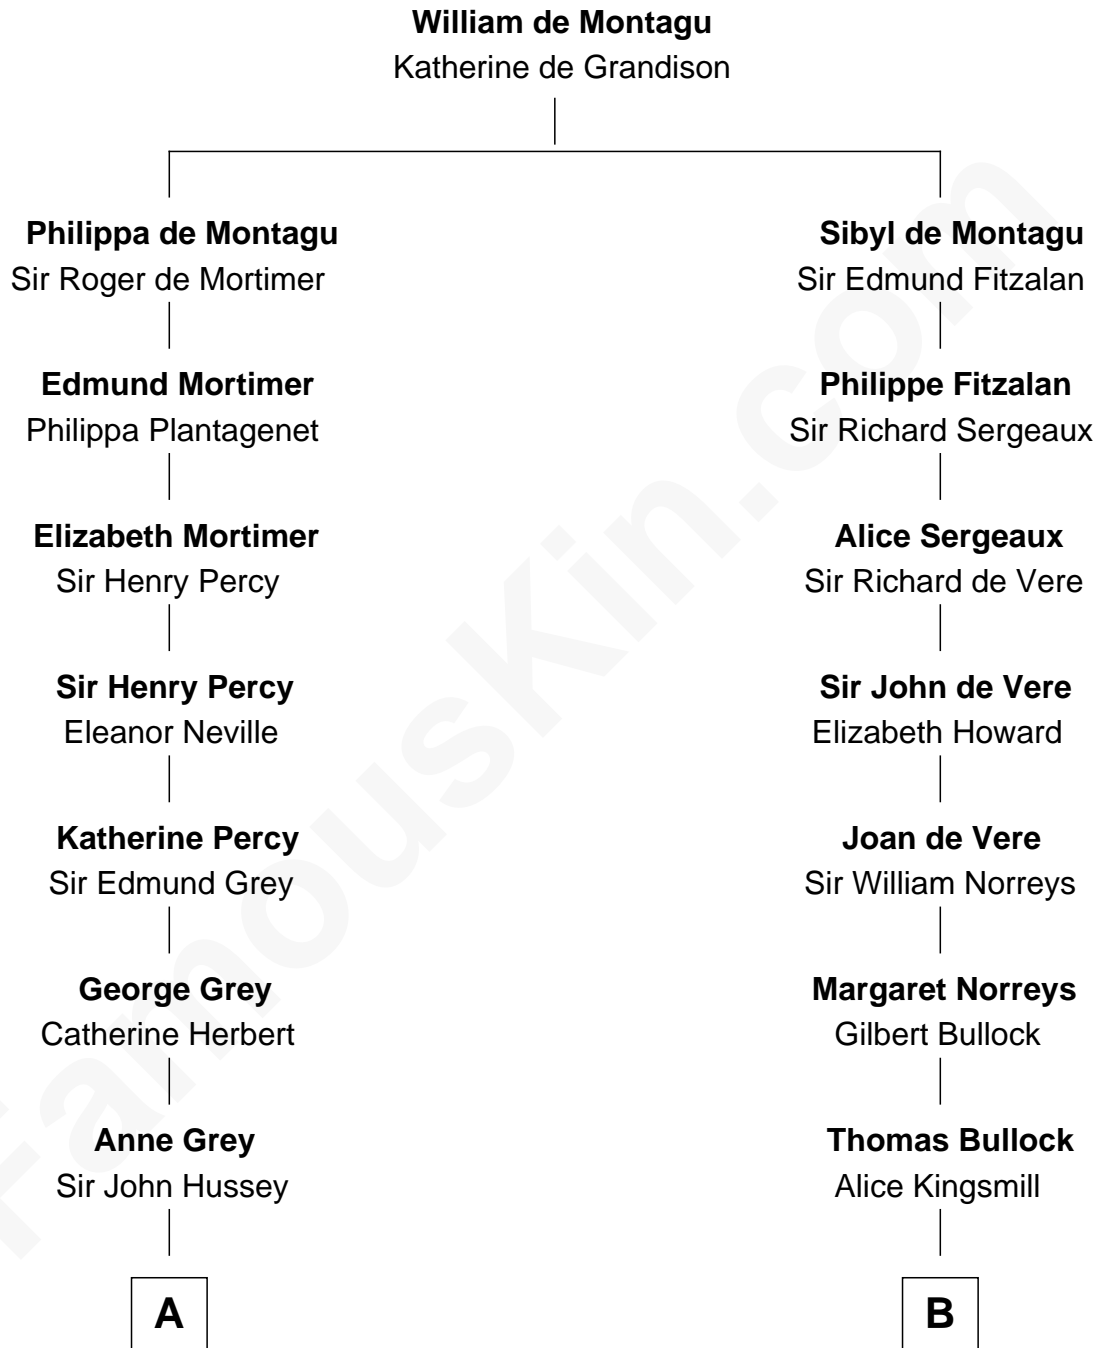 William de Montagu
Katherine de Grandison
Philippa de Montagu
Sir Roger de Mortimer
Sibyl de Montagu
Sir Edmund Fitzalan
Edmund Mortimer
Philippa Plantagenet
Philippe Fitzalan
Sir Richard Sergeaux
Elizabeth Mortimer
Sir Henry Percy
Alice Sergeaux
Sir Richard de Vere
Sir Henry Percy
Eleanor Neville
Sir John de Vere
Elizabeth Howard
Katherine Percy
Sir Edmund Grey
Joan de Vere
Sir William Norreys
George Grey
Catherine Herbert
Margaret Norreys
Gilbert Bullock
Anne Grey
Sir John Hussey
Thomas Bullock
Alice Kingsmill
A
B
FamousKin.com